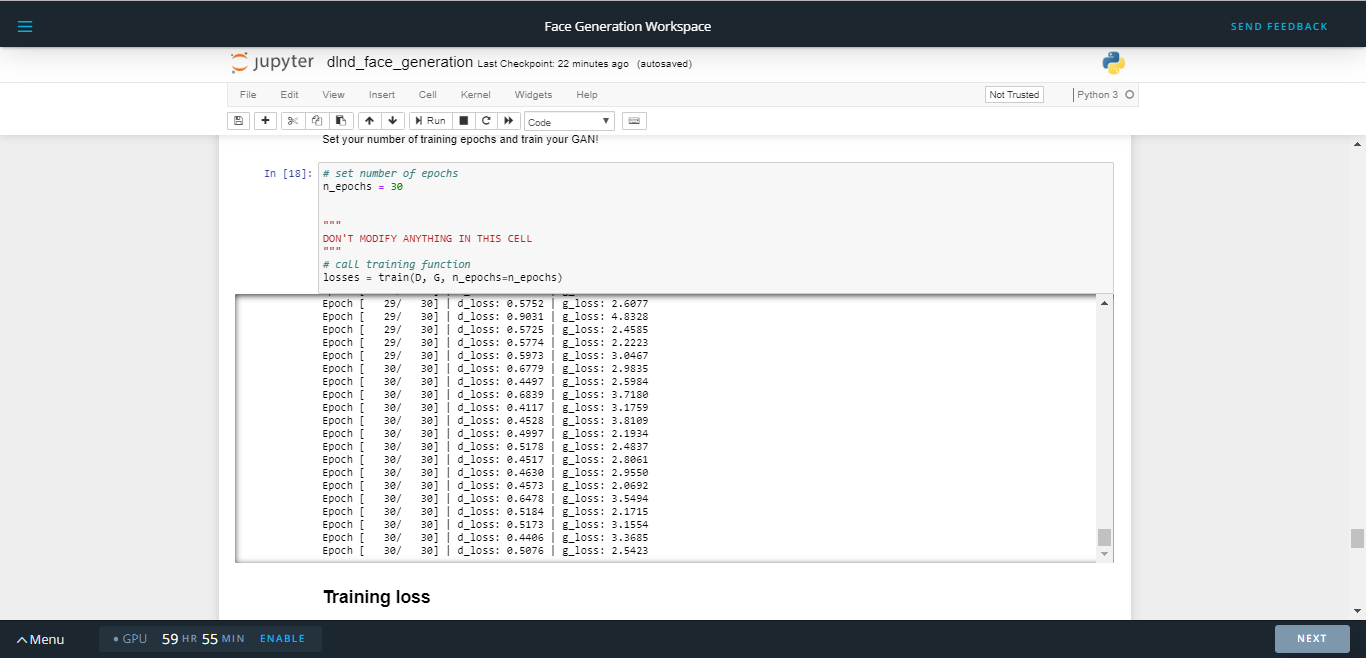 Face Generation Workspace
SEND FEEDBACK
jupyter dlnd_face_generation Last Checkpoint: 22 minutes ago (autosaved)
File Edit View Insert Cell Kernel Widgets Help Not Trusted Python 3
Run Code
Set your number of training epochs and train your GAN!
In [18]: # set number of epochs
n_epochs = 30
"""
DON'T MODIFY ANYTHING IN THIS CELL
"""
# call training function
losses = train(D, G, n_epochs=n_epochs)
Epoch [ 29/ 30] | d_loss: 0.5752 | g_loss: 2.6077
Epoch [ 29/ 30] | d_loss: 0.9031 | g_loss: 4.8328
Epoch [ 29/ 30] | d_loss: 0.5725 | g_loss: 2.4585
Epoch [ 29/ 30] | d_loss: 0.5774 | g_loss: 2.2223
Epoch [ 29/ 30] | d_loss: 0.5973 | g_loss: 3.0467
Epoch [ 30/ 30] | d_loss: 0.6779 | g_loss: 2.9835
Epoch [ 30/ 30] | d_loss: 0.4497 | g_loss: 2.5984
Epoch [ 30/ 30] | d_loss: 0.6839 | g_loss: 3.7180
Epoch [ 30/ 30] | d_loss: 0.4117 | g_loss: 3.1759
Epoch [ 30/ 30] | d_loss: 0.4528 | g_loss: 3.8109
Epoch [ 30/ 30] | d_loss: 0.4997 | g_loss: 2.1934
Epoch [ 30/ 30] | d_loss: 0.5178 | g_loss: 2.4837
Epoch [ 30/ 30] | d_loss: 0.4517 | g_loss: 2.8061
Epoch [ 30/ 30] | d_loss: 0.4630 | g_loss: 2.9550
Epoch [ 30/ 30] | d_loss: 0.4573 | g_loss: 2.0692
Epoch [ 30/ 30] | d_loss: 0.6478 | g_loss: 3.5494
Epoch [ 30/ 30] | d_loss: 0.5184 | g_loss: 2.1715
Epoch [ 30/ 30] | d_loss: 0.5173 | g_loss: 3.1554
Epoch [ 30/ 30] | d_loss: 0.4406 | g_loss: 3.3685
Epoch [ 30/ 30] | d_loss: 0.5076 | g_loss: 2.5423
Training loss
Menu GPU 59 HR 55 MIN ENABLE NEXT